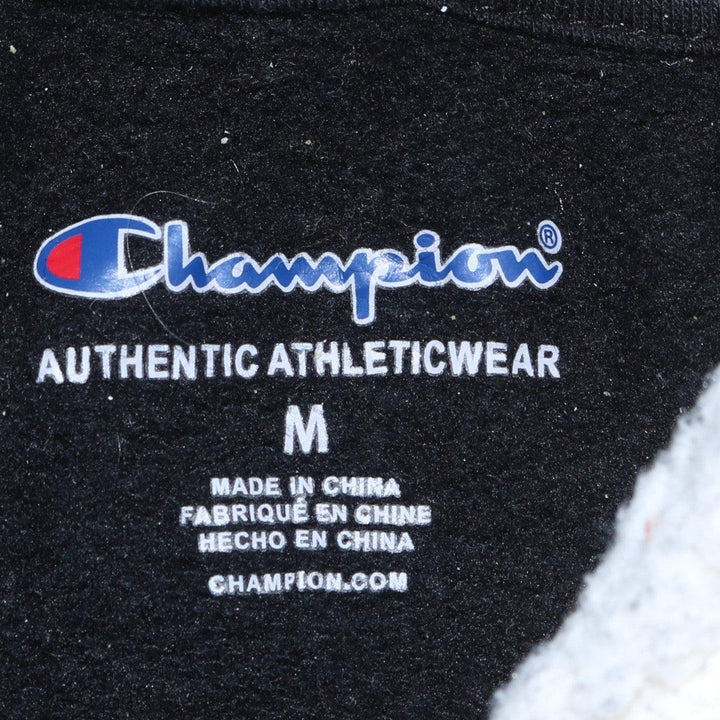 Champion®
AUTHENTIC ATHLETICWEAR
M
MADE IN CHINA
FABRIQUÉ EN CHINE
HECHO EN CHINA
CHAMPION.COM